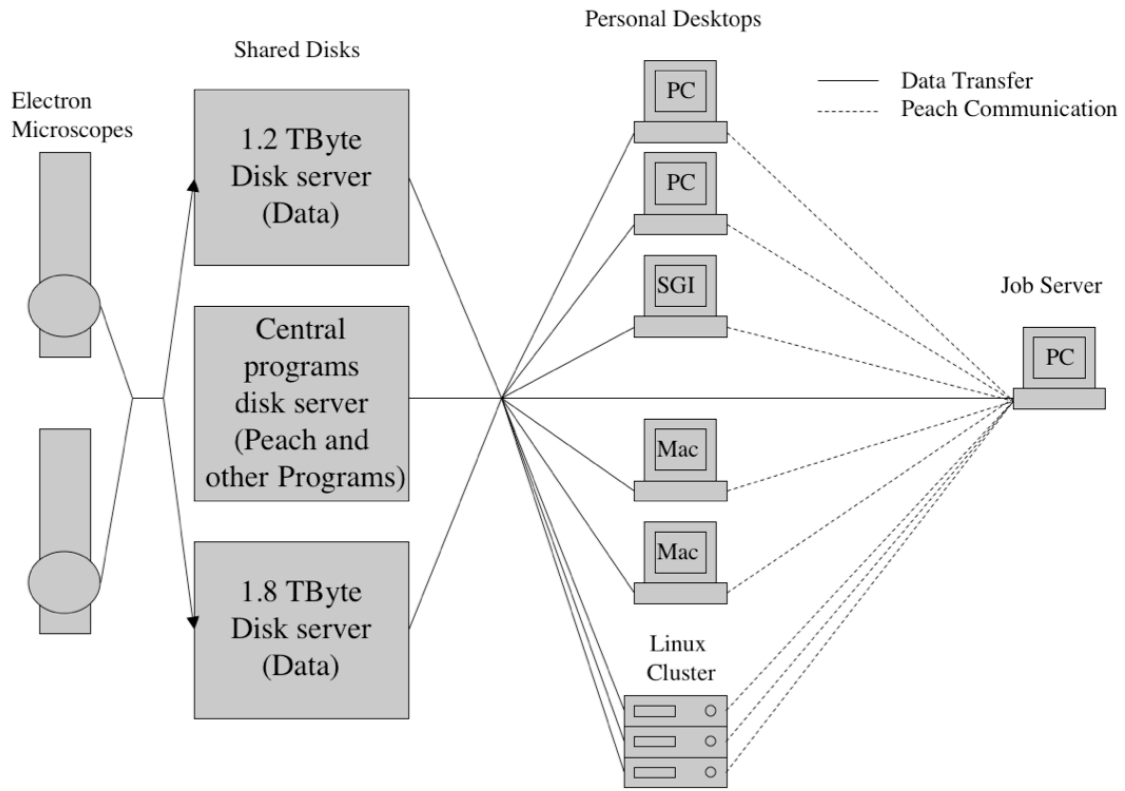 Personal Desktops
Shared Disks
Electron
Microscopes
1.2 TByte
Disk server
(Data)
Central
programs
disk server
(Peach and
other Programs)
1.8 TByte
Disk server
(Data)
PC
PC
SGI
Mac
Mac
Linux
Cluster
Data Transfer
Peach Communication
Job Server
PC